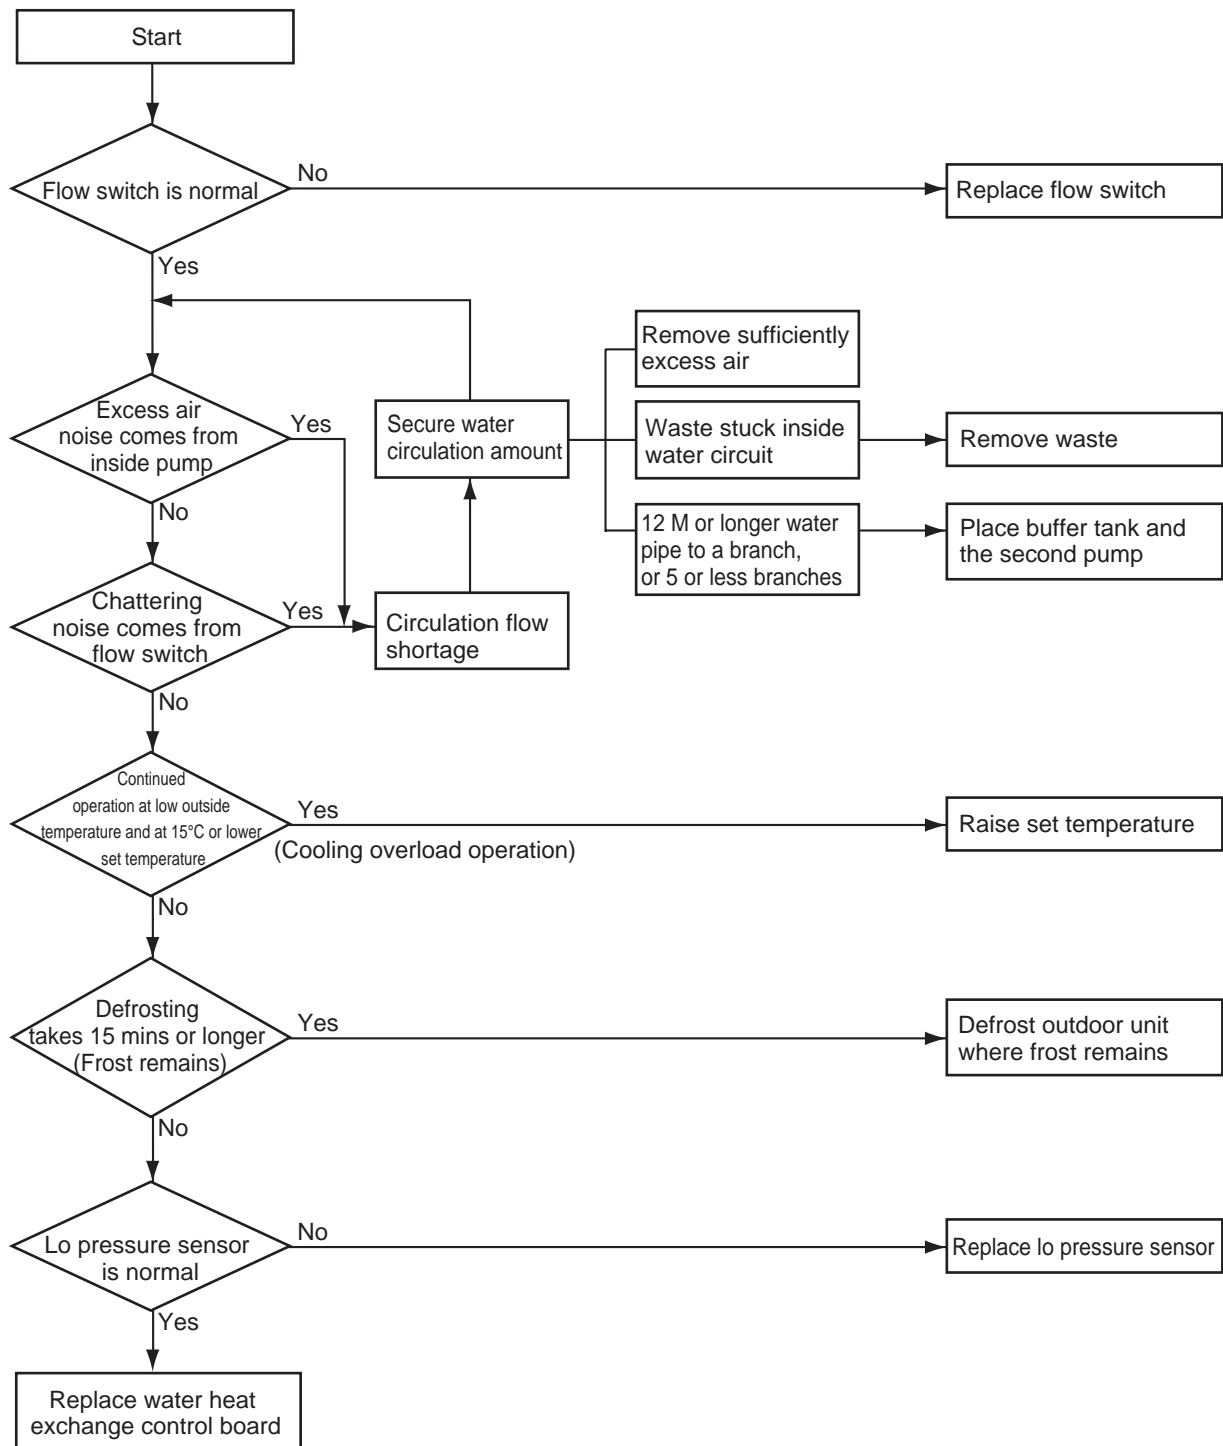 Start
Flow switch is normal
No
Replace flow switch
Yes
Excess air
noise comes from
inside pump
Yes
No
Secure water
circulation amount
Remove sufficiently
excess air
Waste stuck inside
water circuit
Remove waste
12 M or longer water
pipe to a branch,
or 5 or less branches
Place buffer tank and
the second pump
Chattering
noise comes from
flow switch
Yes
Circulation flow
shortage
No
Continued
operation at low outside
temperature and at 15°C or lower
set temperature
Yes
(Cooling overload operation)
Raise set temperature
No
Defrosting
takes 15 mins or longer
(Frost remains)
Yes
Defrost outdoor unit
where frost remains
No
Lo pressure sensor
is normal
No
Replace lo pressure sensor
Yes
Replace water heat
exchange control board